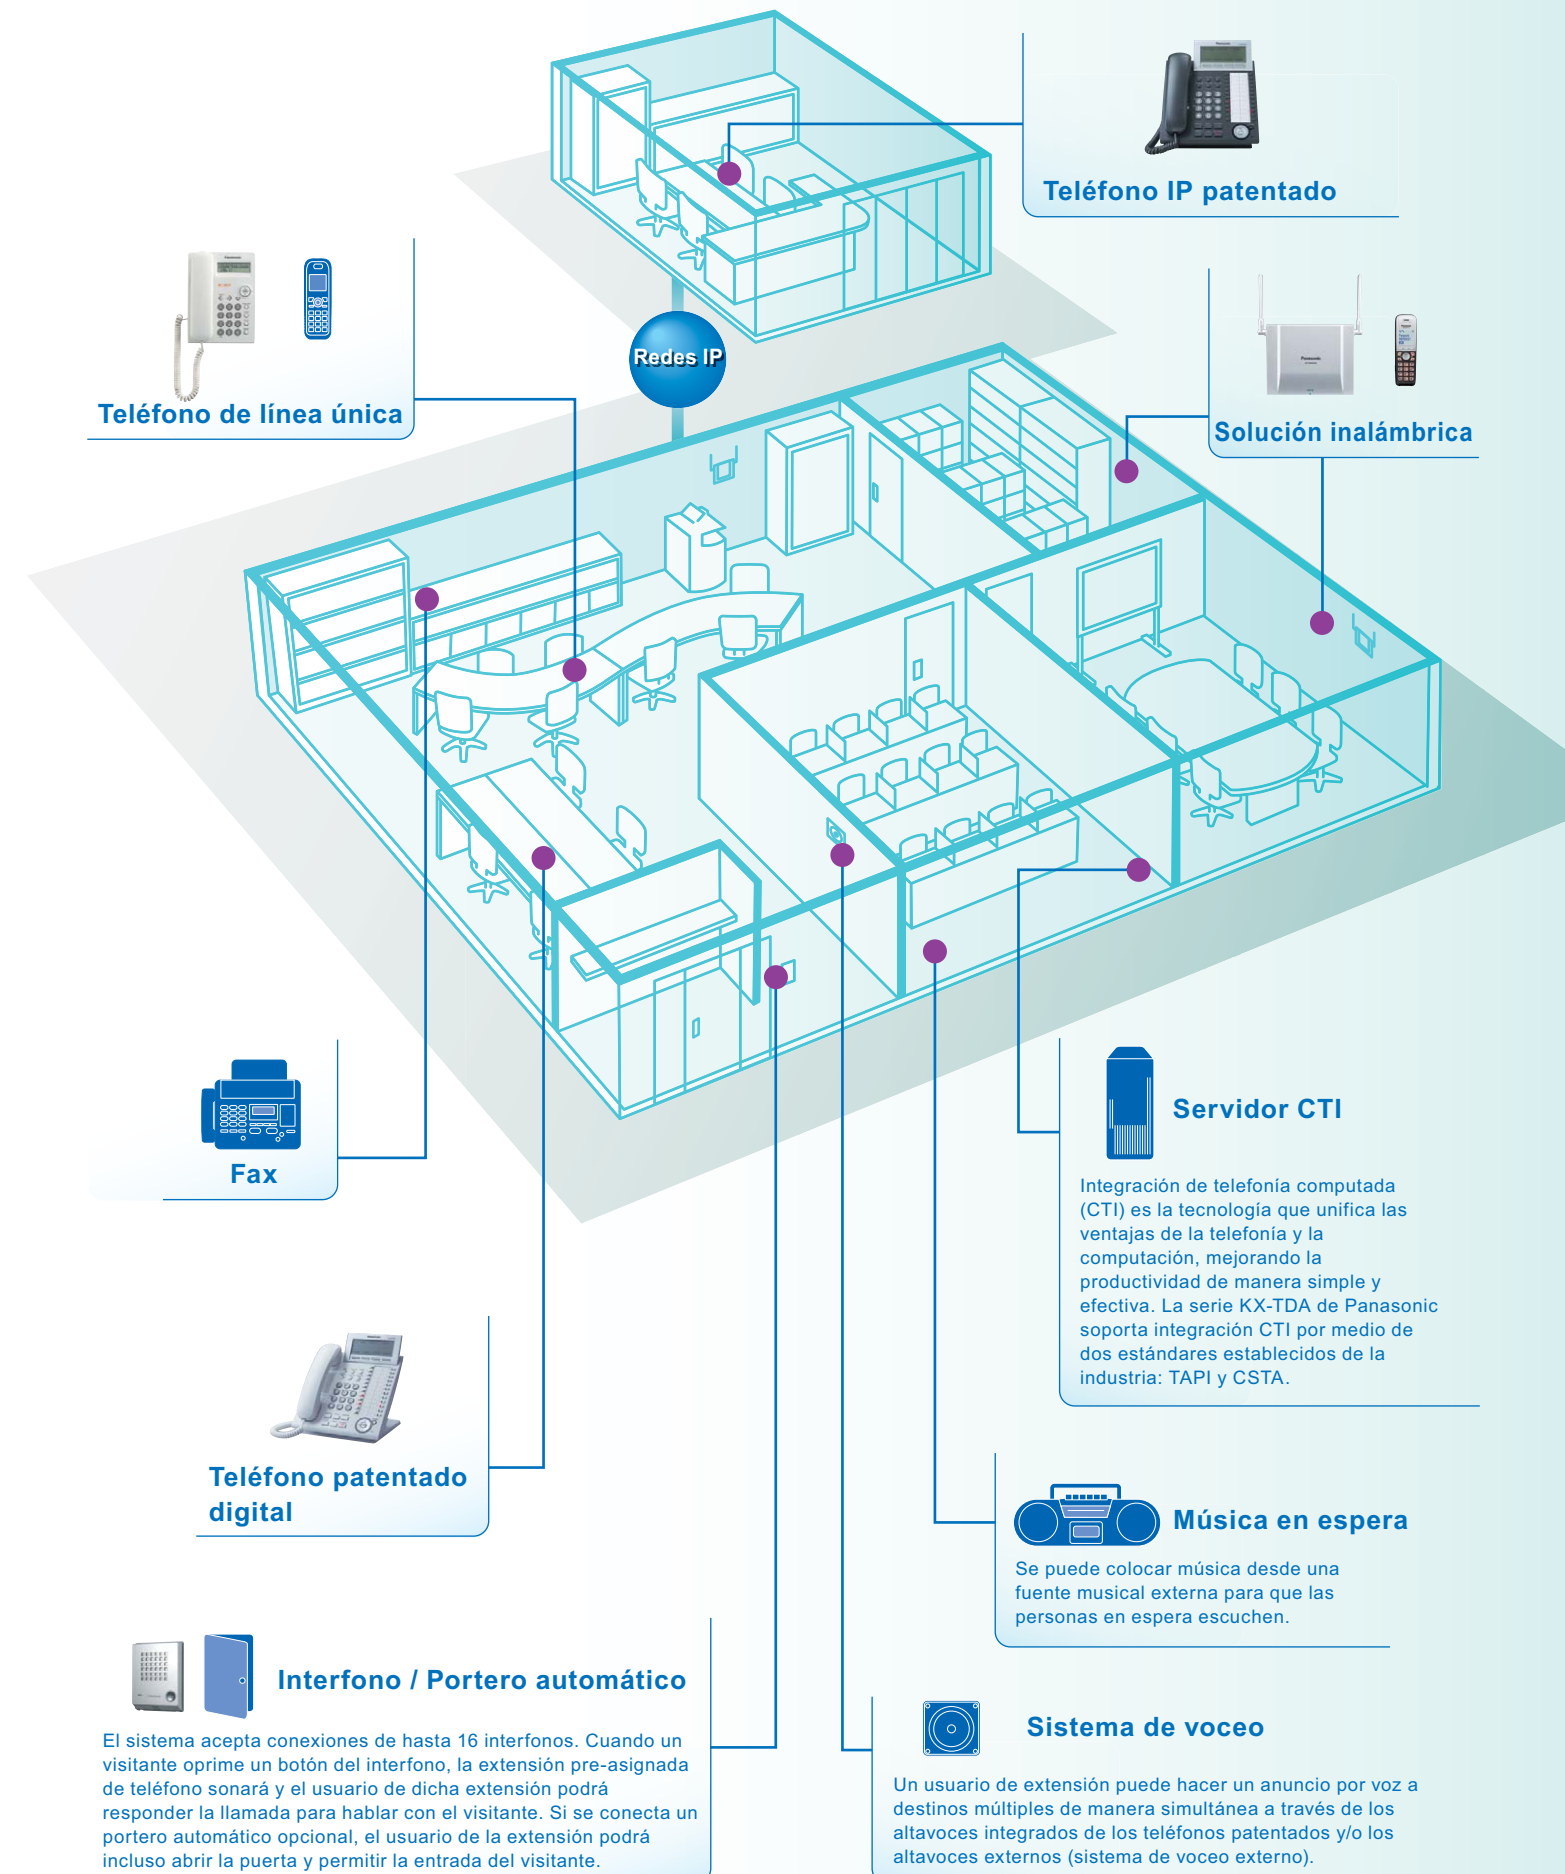 Teléfono IP patentado
Teléfono de línea única
Redes IP
Panasonic
Solución inalámbrica
Fax
Servidor CTI
Integración de telefonía computada
(CTI) es la tecnología que unifica las
ventajas de la telefonía y la
computación, mejorando la
productividad de manera simple y
efectiva. La serie KX-TDA de Panasonic
soporta integración CTI por medio de
dos estándares establecidos de la
industria: TAPI y CSTA.
Teléfono patentado
digital
Música en espera
Se puede colocar música desde una
fuente musical externa para que las
personas en espera escuchen.
Interfono / Portero automático
El sistema acepta conexiones de hasta 16 interfonos. Cuando un
visitante oprime un botón del interfono, la extensión pre-asignada
de teléfono sonará y el usuario de dicha extensión podrá
responder la llamada para hablar con el visitante. Si se conecta un
portero automático opcional, el usuario de la extensión podrá
incluso abrir la puerta y permitir la entrada del visitante.
Sistema de voceo
Un usuario de extensión puede hacer un anuncio por voz a
destinos múltiples de manera simultánea a través de los
altavoces integrados de los teléfonos patentados y/o los
altavoces externos (sistema de voceo externo).